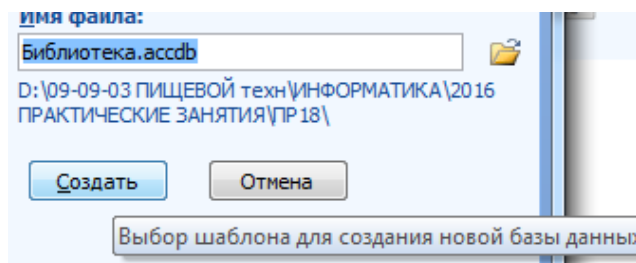 Имя файла:
Библиотека.accdb
D:\09-09-03 ПИЩЕВОЙ техн\ИНФОРМАТИКА\2016
ПРАКТИЧЕСКИЕ ЗАНЯТИЯ\ПР18\
Создать Отмена
Выбор шаблона для создания новой базы данных